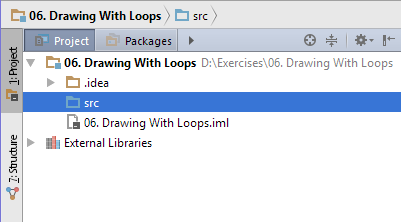 06. Drawing With Loops src
1: Project
7: Structure
Project Packages
06. Drawing With Loops D:\Exercises\06. Drawing With Loops
.idea
src
06. Drawing With Loops.iml
External Libraries